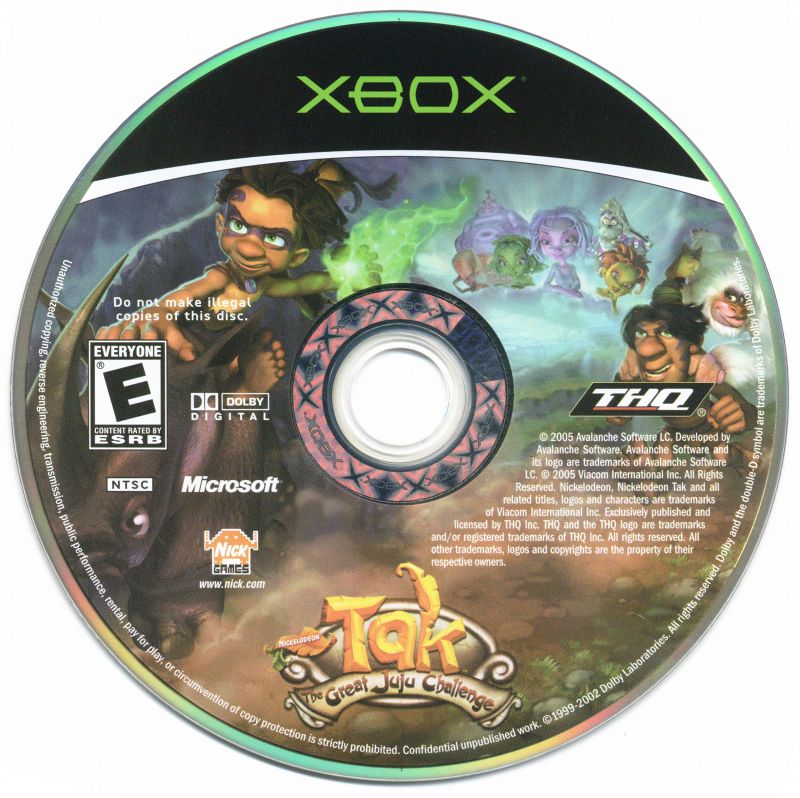 XBOX
XBOX
Do not make illegal
copies of this disc.
EVERYONE
E
®
CONTENT RATED BY
ESRB
DOLBY
DIGITAL
NTSC
Microsoft
NICK
GAMES
www.nick.com
THQ
®
© 2005 Avalanche Software LC. Developed by
Avalanche Software. Avalanche Software and
its logo are trademarks of Avalanche Software
LC. © 2005 Viacom International Inc. All Rights
Reserved. Nickelodeon, Nickelodeon Tak and all
related titles, logos and characters are trademarks
of Viacom International Inc. Exclusively published and
licensed by THQ Inc. THQ and the THQ logo are trademarks
and/or registered trademarks of THQ Inc. All rights reserved. All
other trademarks, logos and copyrights are the property of their
respective owners.
NICKELODEON
Tak
The Great Juju Challenge
Unauthorized copying, reverse engineering, transmission, public performance, rental, pay for play, or circumvention of copy protection is strictly prohibited. Confidential unpublished work. ©1999-2002 Dolby Laboratories. All rights reserved. Dolby and the double-D symbol are trademarks of Dolby Laboratories.